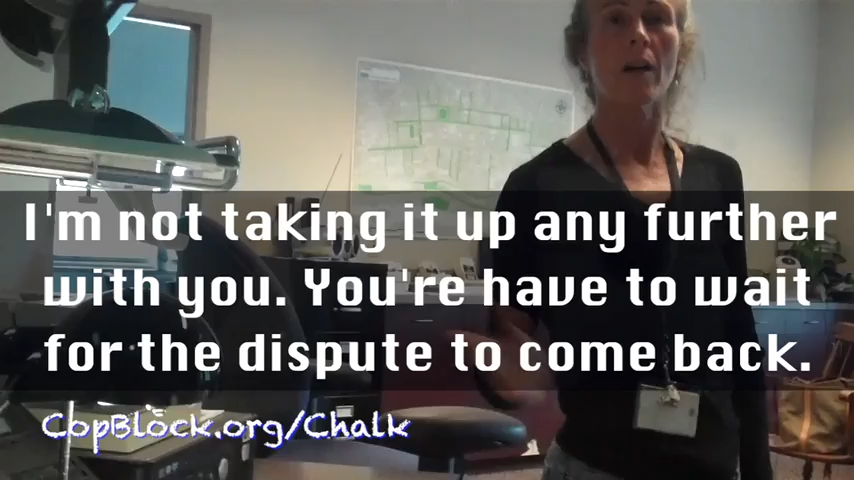 I'm not taking it up any further
with you. You're have to wait
for the dispute to come back.
CopBlock.org/Chalk